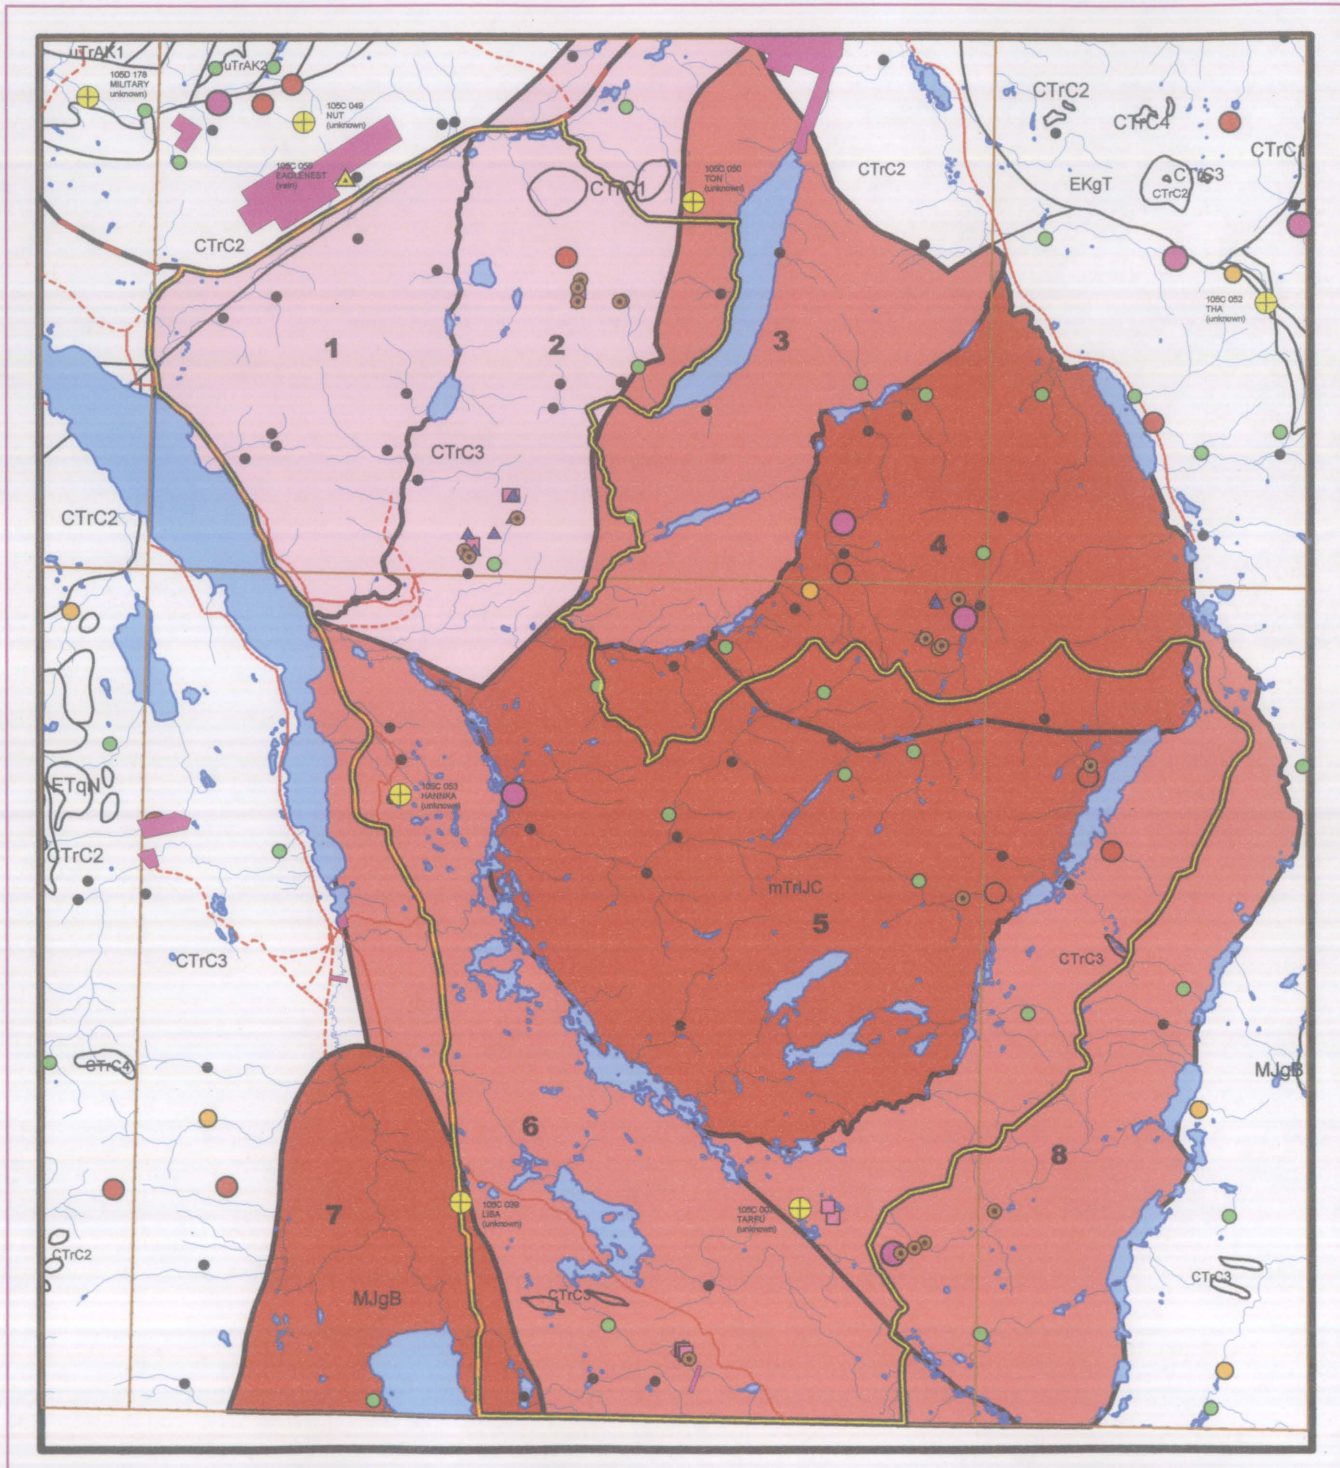 uTrAK1
105D 178
MILITARY
unknown)
uTrAK2
105C 049
NUT
(unknown)
105C 058
EAGLENEST
(vein)
CTrC2
CTrC1
105C 050
TON
(unknown)
CTrC2
CTrC2
CTrC4
CTrC1
CTrC3
CTrC2
EKgT
105C 052
THA
(unknown)
1
2
3
CTrC3
CTrC2
4
105C 053
HANNKA
(unknown)
ETqN
CTrC2
mTrlJC
5
CTrC3
CTrC3
CTrC4
MJgB
6
8
7
105C 039
LISA
(unknown)
TARFU
(unknown)
CTrC2
CTrC3
MJgB
CTrC3